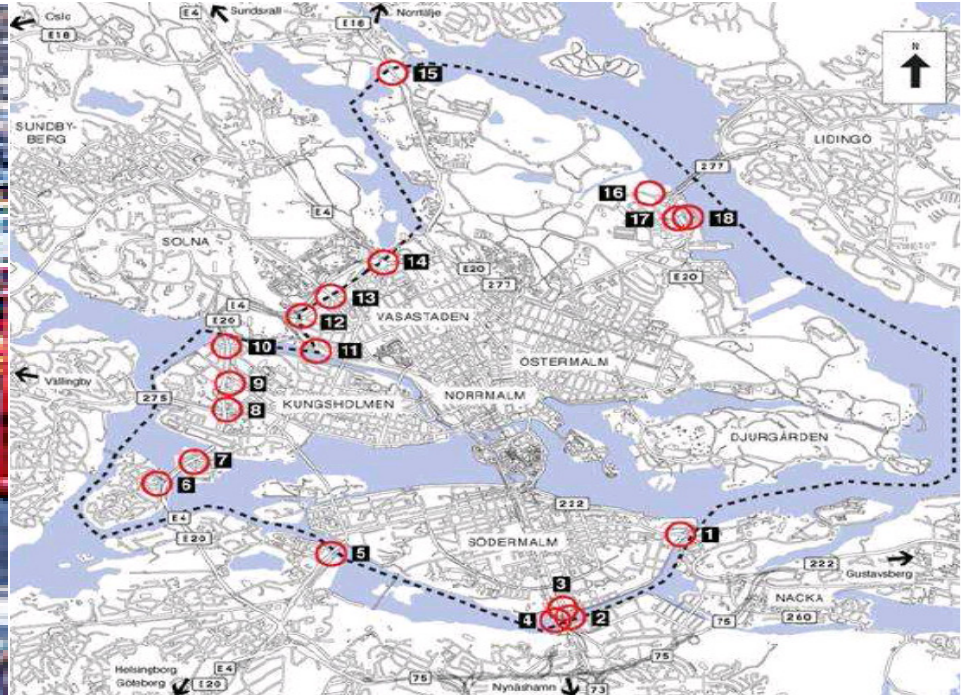 Oslo
E18
E4
Sundsvall
E18
Norrtälje
N
15
SUNDBY-
BERG
LIDINGÖ
277
16
E4
17
18
SOLNA
14
E20
277
E20
13
E4
12
VASASTADEN
E20
10
11
ÖSTERMALM
Vällingby
9
275
8
KUNGSHOLMEN
NORRMALM
DJURGÅRDEN
7
6
222
E4
E20
5
SÖDERMALM
1
222
Gustavsberg
3
NACKA
4
2
75
260
75
Helsingborg
Göteborg
E4
E20
75
Nynäshamn
73